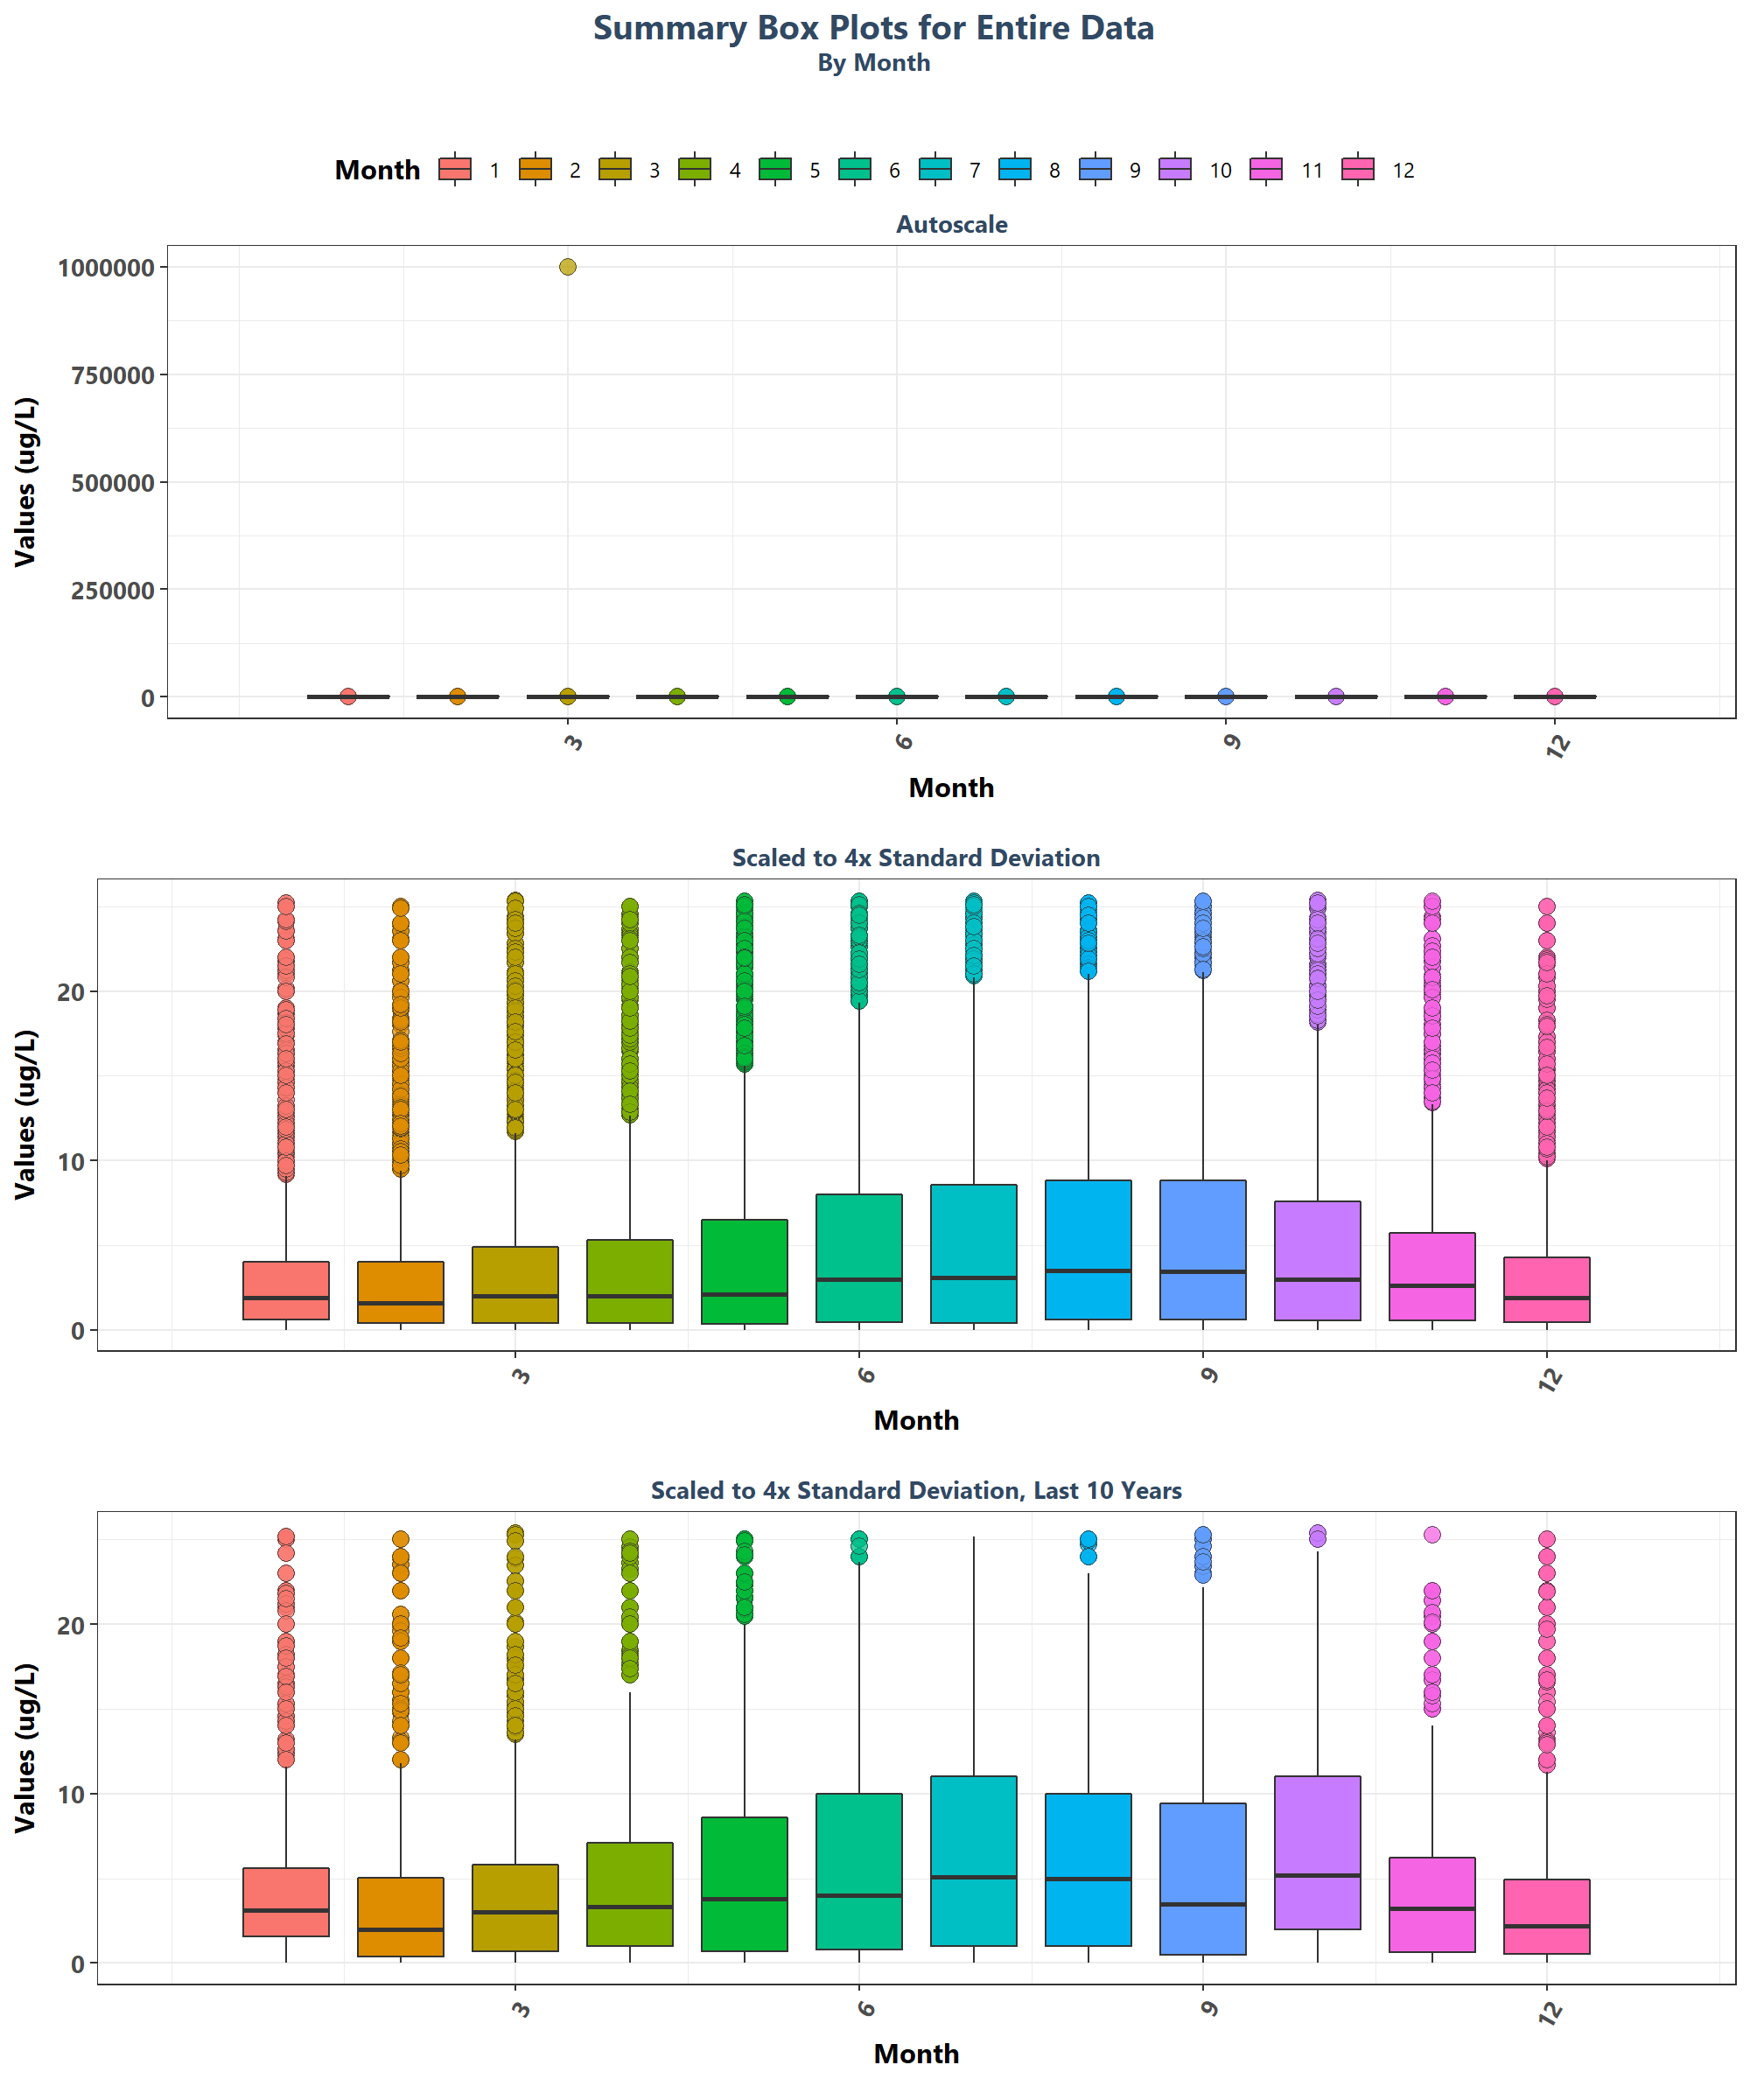 Summary Box Plots for Entire Data
By Month
Month 1 2 3 4 5 6 7 8 9 10 11 12
Autoscale
1000000
750000
500000
250000
0
Values (ug/L)
3 6 9 12
Month
Scaled to 4x Standard Deviation
20
10
0
Values (ug/L)
3 6 9 12
Month
Scaled to 4x Standard Deviation, Last 10 Years
20
10
0
Values (ug/L)
3 6 9 12
Month